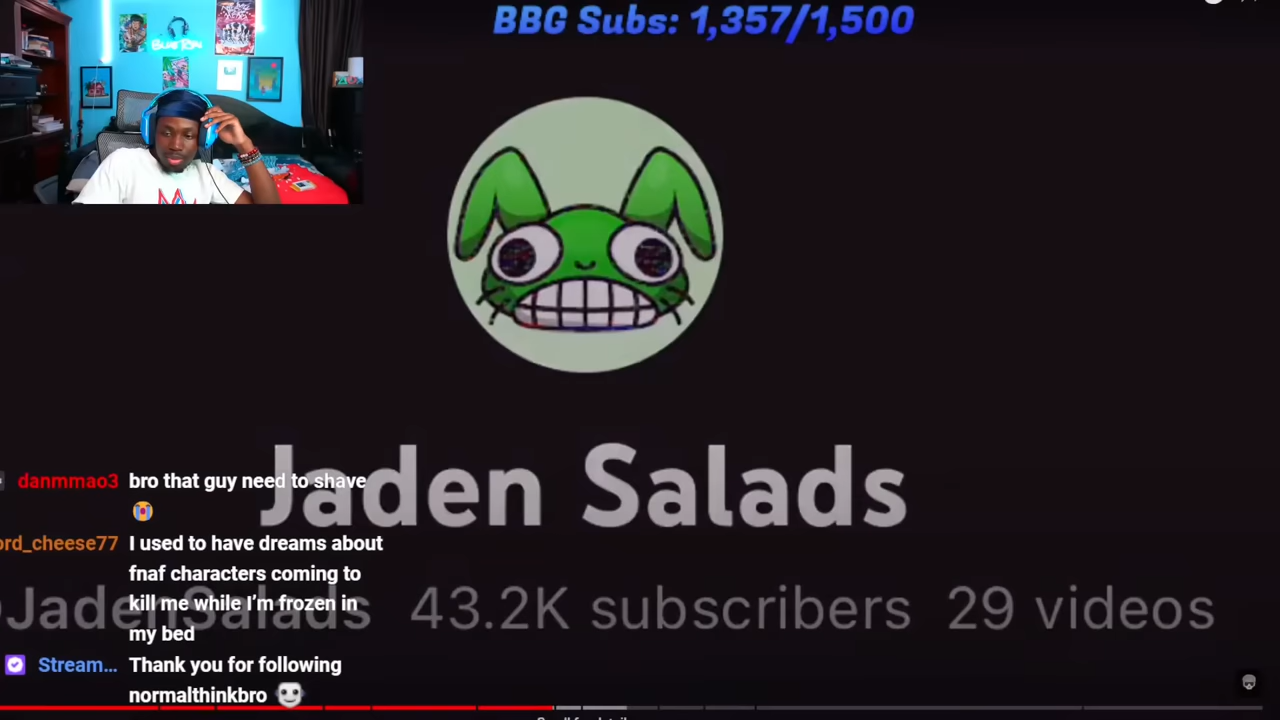 BBG Subs: 1,357/1,500
Jaden Salads
JadenSalads 43.2K subscribers 29 videos
danmmao3 bro that guy need to shave
😭
ord_cheese77 I used to have dreams about
fnaf characters coming to
kill me while I’m frozen in
my bed
Stream... Thank you for following
normalthinkbro